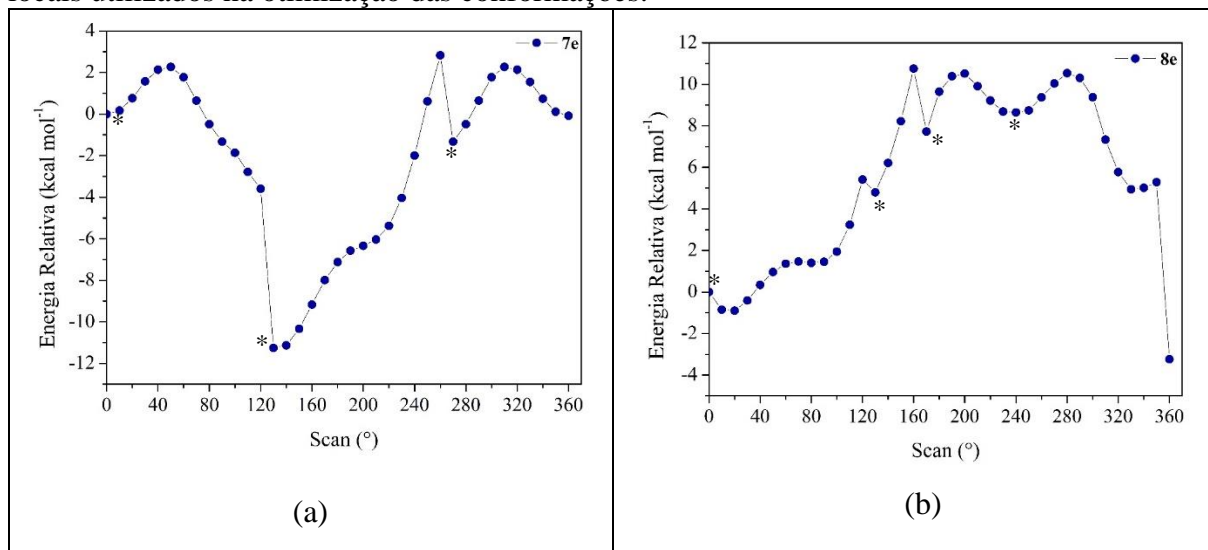 locais utilizados na otimização das conformações.
7e
Energia Relativa (kcal mol⁻¹)
4
2
0
-2
-4
-6
-8
-10
-12
* * *
0 40 80 120 160 200 240 280 320 360
Scan (°)
(a)
8e
Energia Relativa (kcal mol⁻¹)
12
10
8
6
4
2
0
-2
-4
* * * *
0 40 80 120 160 200 240 280 320 360
Scan (°)
(b)